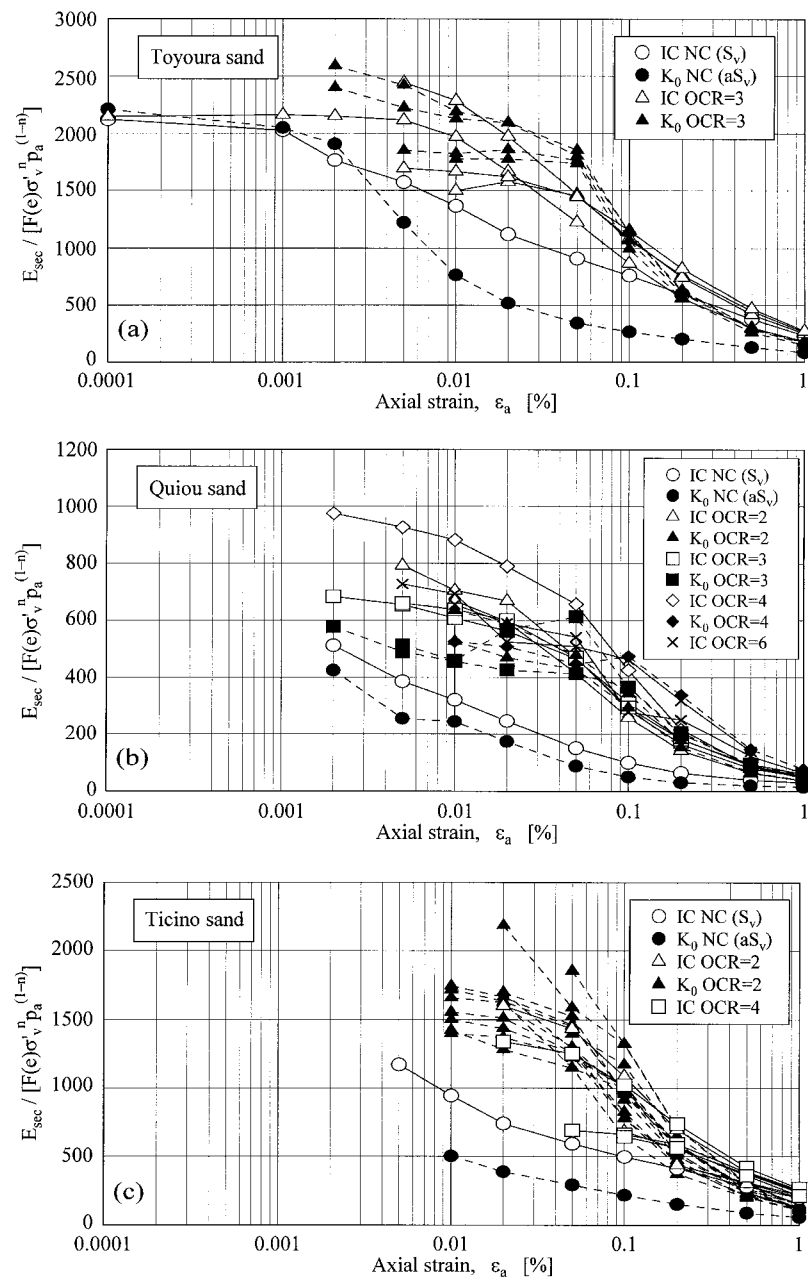 3000
2500
2000
1500
1000
500
0
E_sec / [F(e)σ'_v^n p_a^(1−n)]
Toyoura sand
IC NC (S_v)
K_0 NC (aS_v)
IC OCR=3
K_0 OCR=3
(a)
0.0001 0.001 0.01 0.1 1
Axial strain, ε_a [%]
1200
1000
800
600
400
200
0
E_sec / [F(e)σ'_v^n p_a^(1−n)]
Quiou sand
IC NC (S_v)
K_0 NC (aS_v)
IC OCR=2
K_0 OCR=2
IC OCR=3
K_0 OCR=3
IC OCR=4
K_0 OCR=4
IC OCR=6
(b)
0.0001 0.001 0.01 0.1 1
Axial strain, ε_a [%]
2500
2000
1500
1000
500
0
E_sec / [F(e)σ'_v^n p_a^(1−n)]
Ticino sand
IC NC (S_v)
K_0 NC (aS_v)
IC OCR=2
K_0 OCR=2
IC OCR=4
(c)
0.0001 0.001 0.01 0.1 1
Axial strain, ε_a [%]